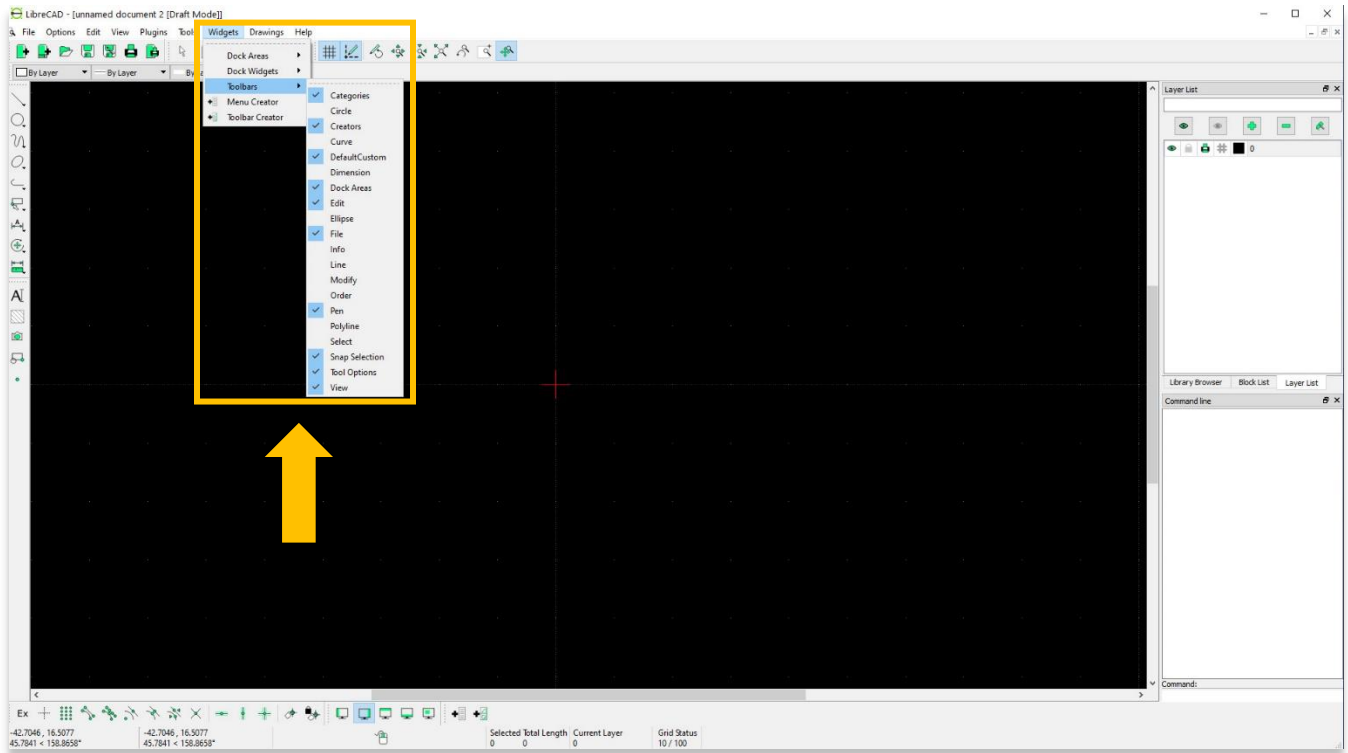 LibreCAD - [unnamed document 2 [Draft Mode]]
File Options Edit View Plugins Tools Widgets Drawings Help
By Layer By Layer
Dock Areas
Dock Widgets
Toolbars
Menu Creator
Toolbar Creator
Categories
Circle
Creators
Curve
DefaultCustom
Dimension
Dock Areas
Edit
Ellipse
File
Info
Line
Modify
Order
Pen
Polyline
Select
Snap Selection
Tool Options
View
Layer List
0
Library Browser Block List Layer List
Command line
Command:
Ex
-42.7046 , 16.5077 -42.7046 , 16.5077 Selected Total Length Current Layer Grid Status
45.7841 < 158.8658° 45.7841 < 158.8658° 0 0 0 10 / 100